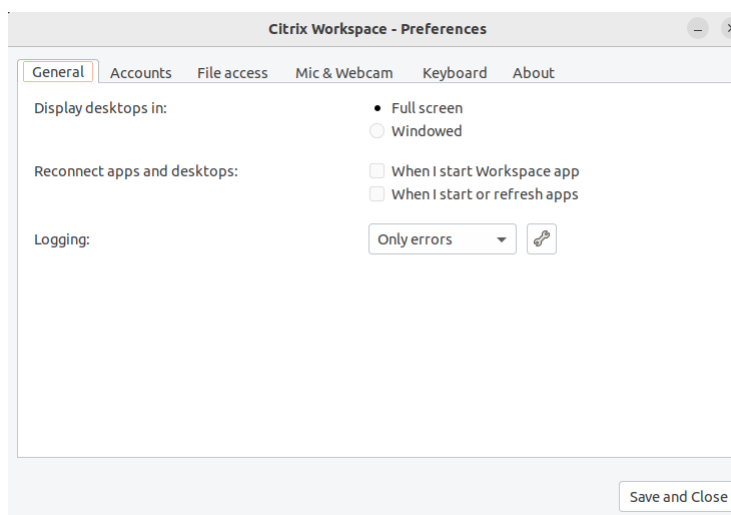 Citrix Workspace - Preferences
General Accounts File access Mic & Webcam Keyboard About
Display desktops in: Full screen
Windowed
Reconnect apps and desktops: When I start Workspace app
When I start or refresh apps
Logging: Only errors
Save and Close